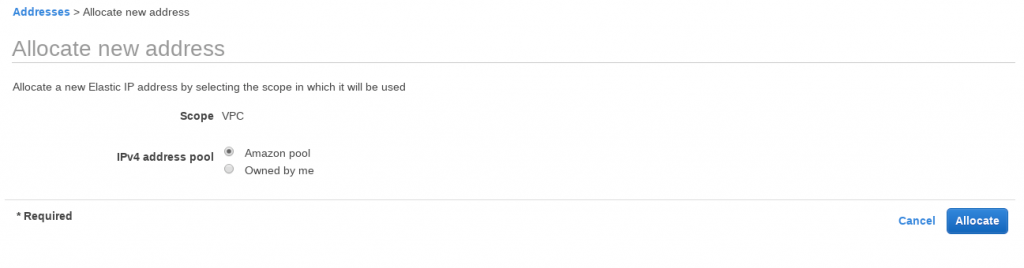 Addresses > Allocate new address
Allocate new address
Allocate a new Elastic IP address by selecting the scope in which it will be used
Scope VPC
IPv4 address pool
Amazon pool
Owned by me
* Required
Cancel Allocate